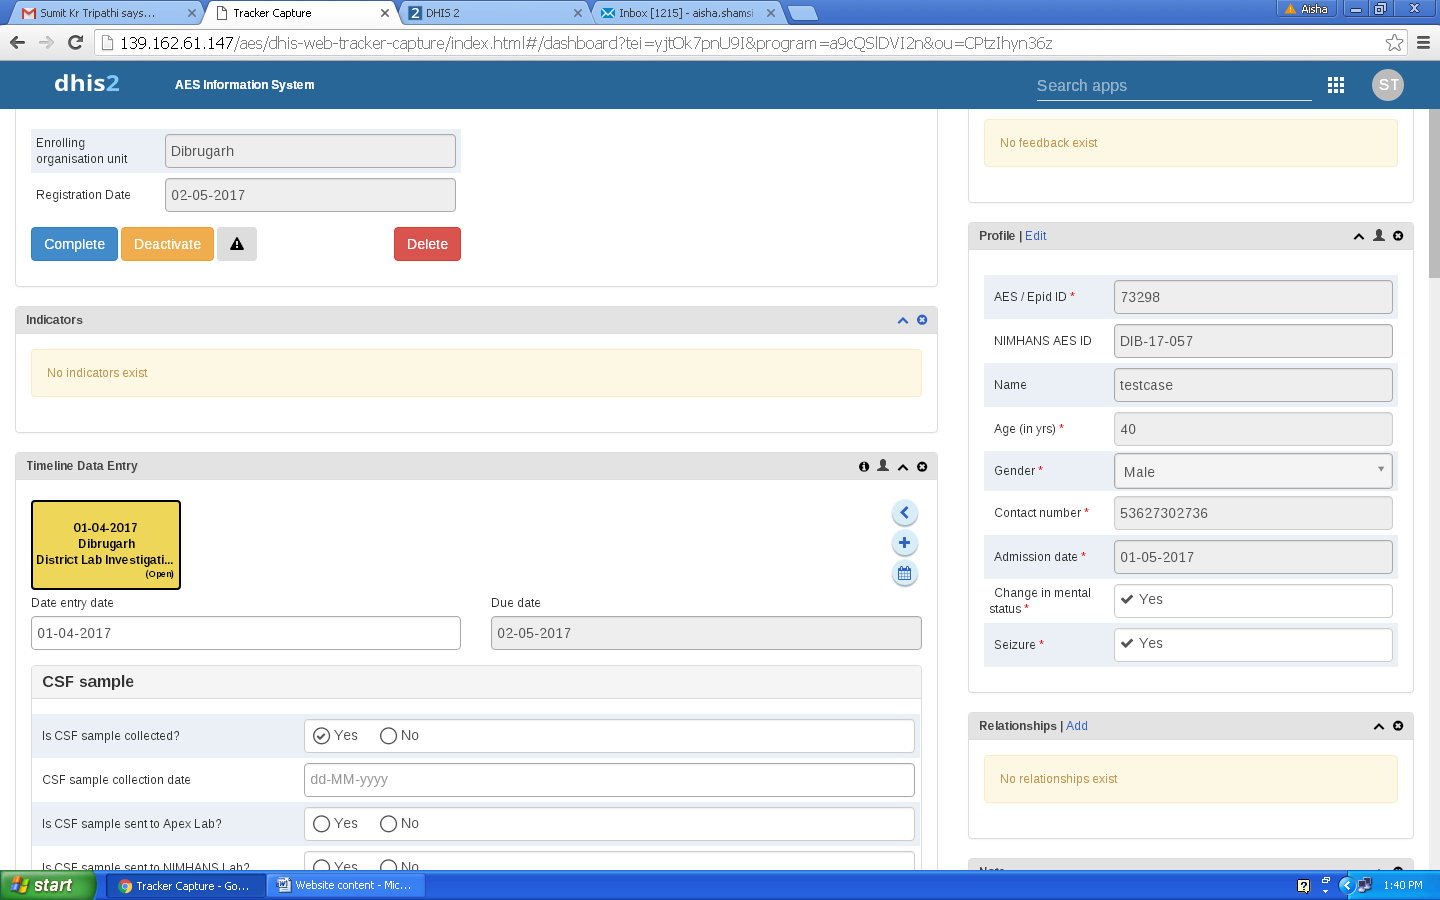 Sumit Kr Tripathi says...
Tracker Capture
DHIS 2
Inbox [1215] - aisha.shamsi
Aisha
139.162.61.147/aes/dhis-web-tracker-capture/index.html#/dashboard?tei=yjtOk7pnU9I&program=a9cQSlDVI2n&ou=CPtzIhyn36z
dhis2
AES Information System
Search apps
ST
Enrolling
organisation unit
Dibrugarh
Registration Date
02-05-2017
Complete
Deactivate
Delete
Indicators
No indicators exist
Timeline Data Entry
01-04-2017
Dibrugarh
District Lab Investigati...
(Open)
Date entry date
Due date
01-04-2017
02-05-2017
CSF sample
Is CSF sample collected?
Yes No
CSF sample collection date
dd-MM-yyyy
Is CSF sample sent to Apex Lab?
Yes No
Is CSF sample sent to NIMHANS Lab?
Yes No
No feedback exist
Profile | Edit
AES / Epid ID *
73298
NIMHANS AES ID
DIB-17-057
Name
testcase
Age (in yrs) *
40
Gender *
Male
Contact number *
53627302736
Admission date *
01-05-2017
Change in mental
status *
Yes
Seizure *
Yes
Relationships | Add
No relationships exist
start
Tracker Capture - Go...
Website content - Mic...
1:40 PM